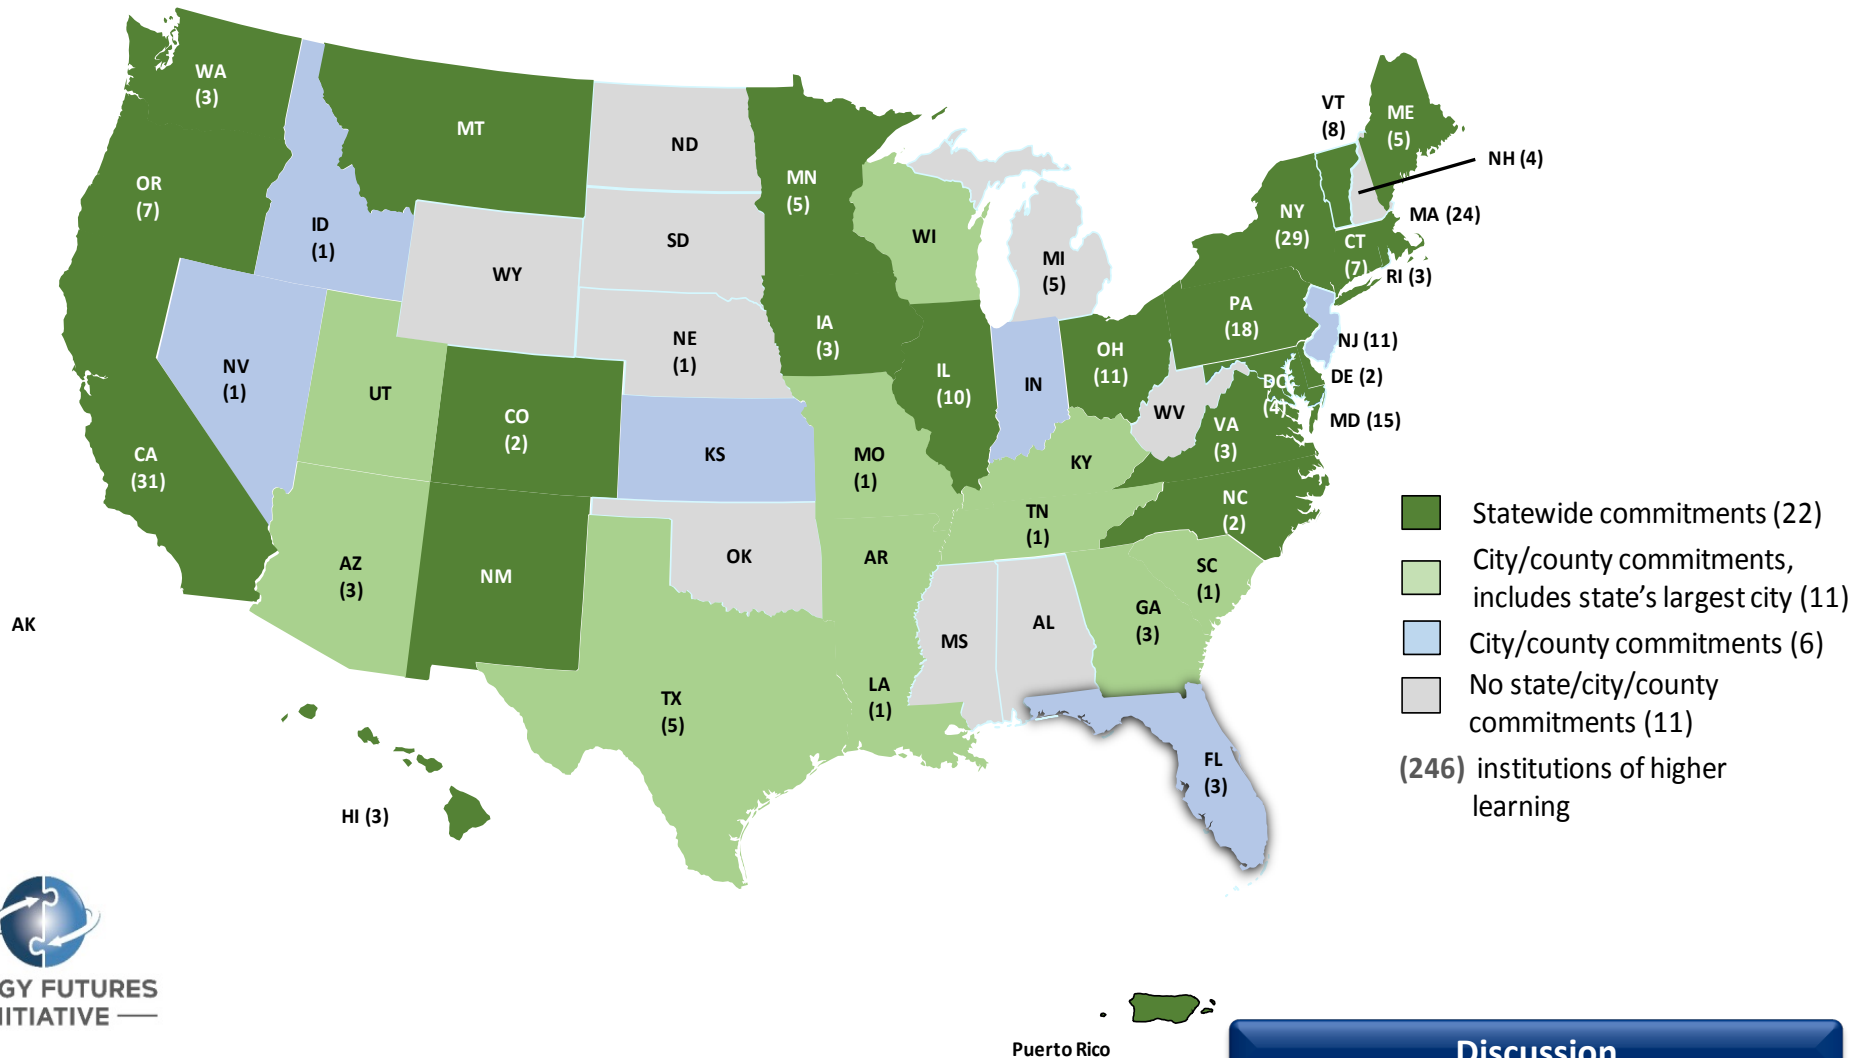 WA
(3)
MT
ND
VT
(8)
ME
(5)
NH (4)
OR
(7)
MN
(5)
ID
(1)
SD
WI
NY
(29)
MA (24)
WY
MI
(5)
CT
(7)
RI (3)
NE
(1)
IA
(3)
PA
(18)
NV
(1)
UT
IL
(10)
IN
OH
(11)
NJ (11)
DE (2)
CO
(2)
DC
(4)
WV
VA
(3)
MD (15)
CA
(31)
KS
MO
(1)
KY
NC
(2)
TN
(1)
AZ
(3)
NM
OK
AR
SC
(1)
GA
(3)
AK
MS
AL
TX
(5)
LA
(1)
FL
(3)
HI (3)
Statewide commitments (22)
City/county commitments,
includes state's largest city (11)
City/county commitments (6)
No state/city/county
commitments (11)
(246) institutions of higher
learning
GY FUTURES
ITIATIVE
Puerto Rico
Discussion